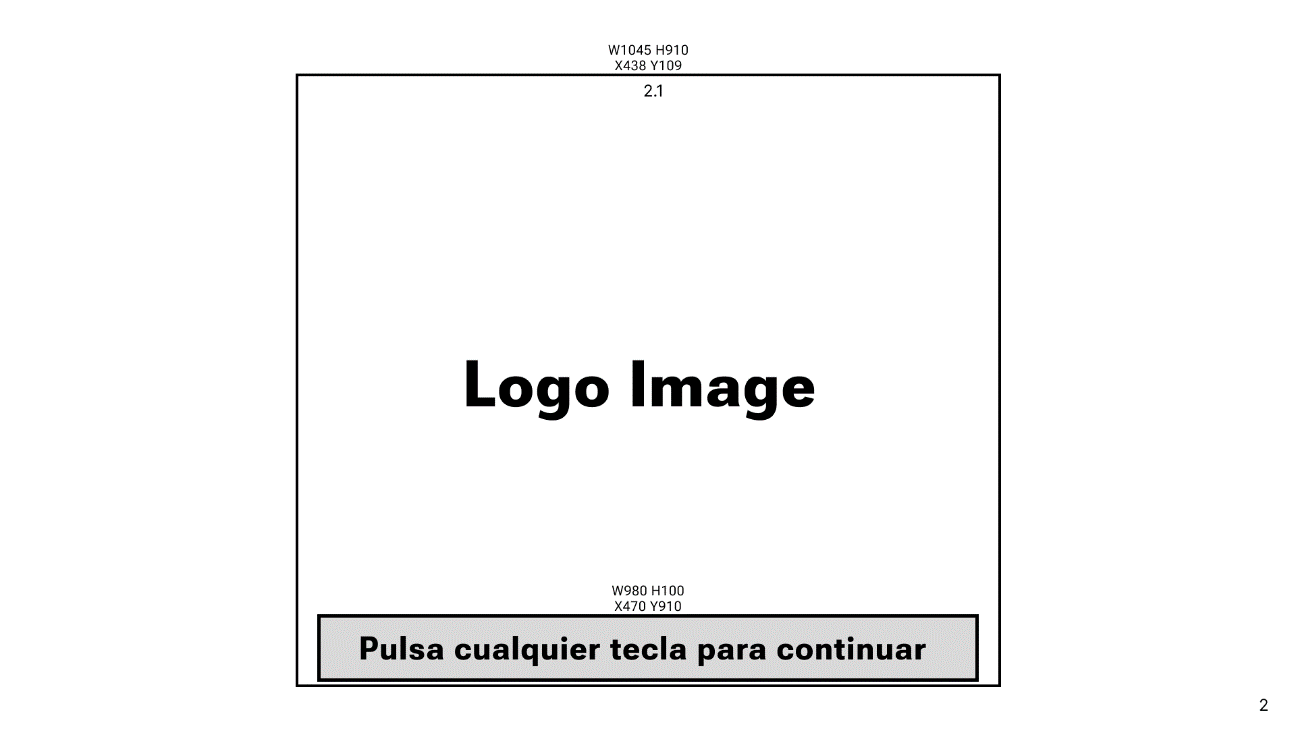 W1045 H910
X438 Y109
2.1
Logo Image
W980 H100
X470 Y910
Pulsa cualquier tecla para continuar
2